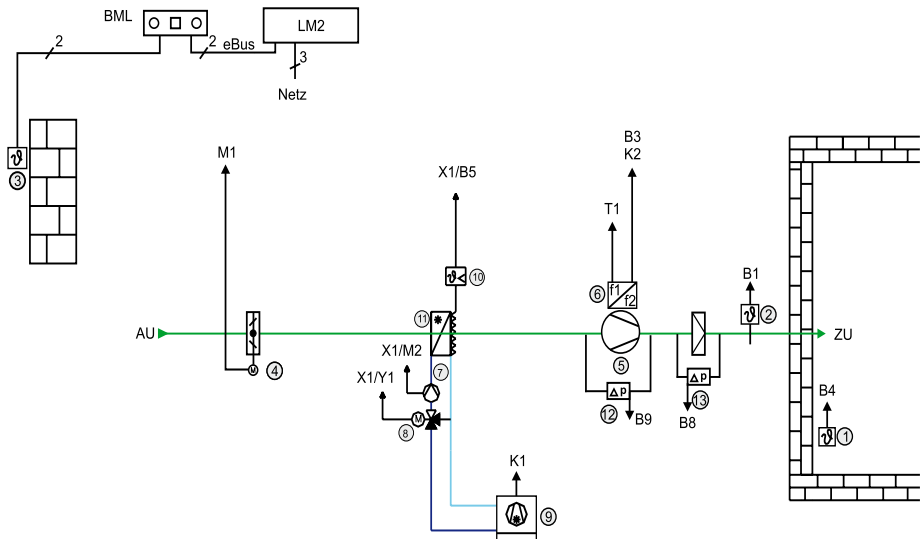 BML
LM2
2
2
eBus
3
Netz
3
M1
X1/B5
B3
K2
T1
10
6
f1
f2
B1
2
11
AU
ZU
M
4
X1/M2
7
5
X1/Y1
M
8
Δp
12
B9
Δp
13
B8
B4
1
K1
9